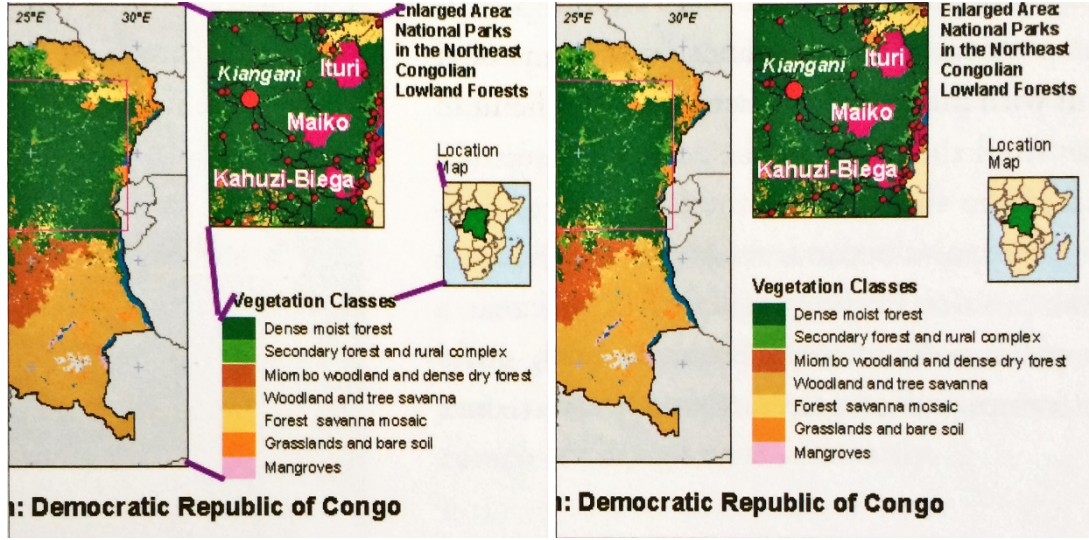 25°E 30°E
Enlarged Area:
National Parks
in the Northeast
Congolian
Lowland Forests
Kiangani
Ituri
Maiko
Kahuzi-Biega
Location
Map
Vegetation Classes
Dense moist forest
Secondary forest and rural complex
Miombo woodland and dense dry forest
Woodland and tree savanna
Forest savanna mosaic
Grasslands and bare soil
Mangroves
n: Democratic Republic of Congo
25°E 30°E
Enlarged Area:
National Parks
in the Northeast
Congolian
Lowland Forests
Kiangani
Ituri
Maiko
Kahuzi-Biega
Location
Map
Vegetation Classes
Dense moist forest
Secondary forest and rural complex
Miombo woodland and dense dry forest
Woodland and tree savanna
Forest savanna mosaic
Grasslands and bare soil
Mangroves
n: Democratic Republic of Congo